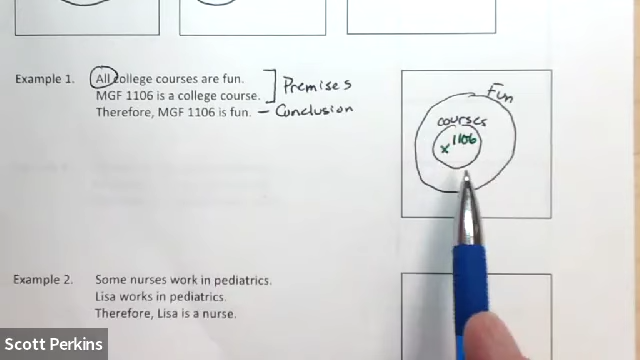 Example 1. All college courses are fun.
MGF 1106 is a college course.
Therefore, MGF 1106 is fun.
Premises
— Conclusion
Fun
courses
x 1106
Example 2. Some nurses work in pediatrics.
Lisa works in pediatrics.
Therefore, Lisa is a nurse.
Scott Perkins